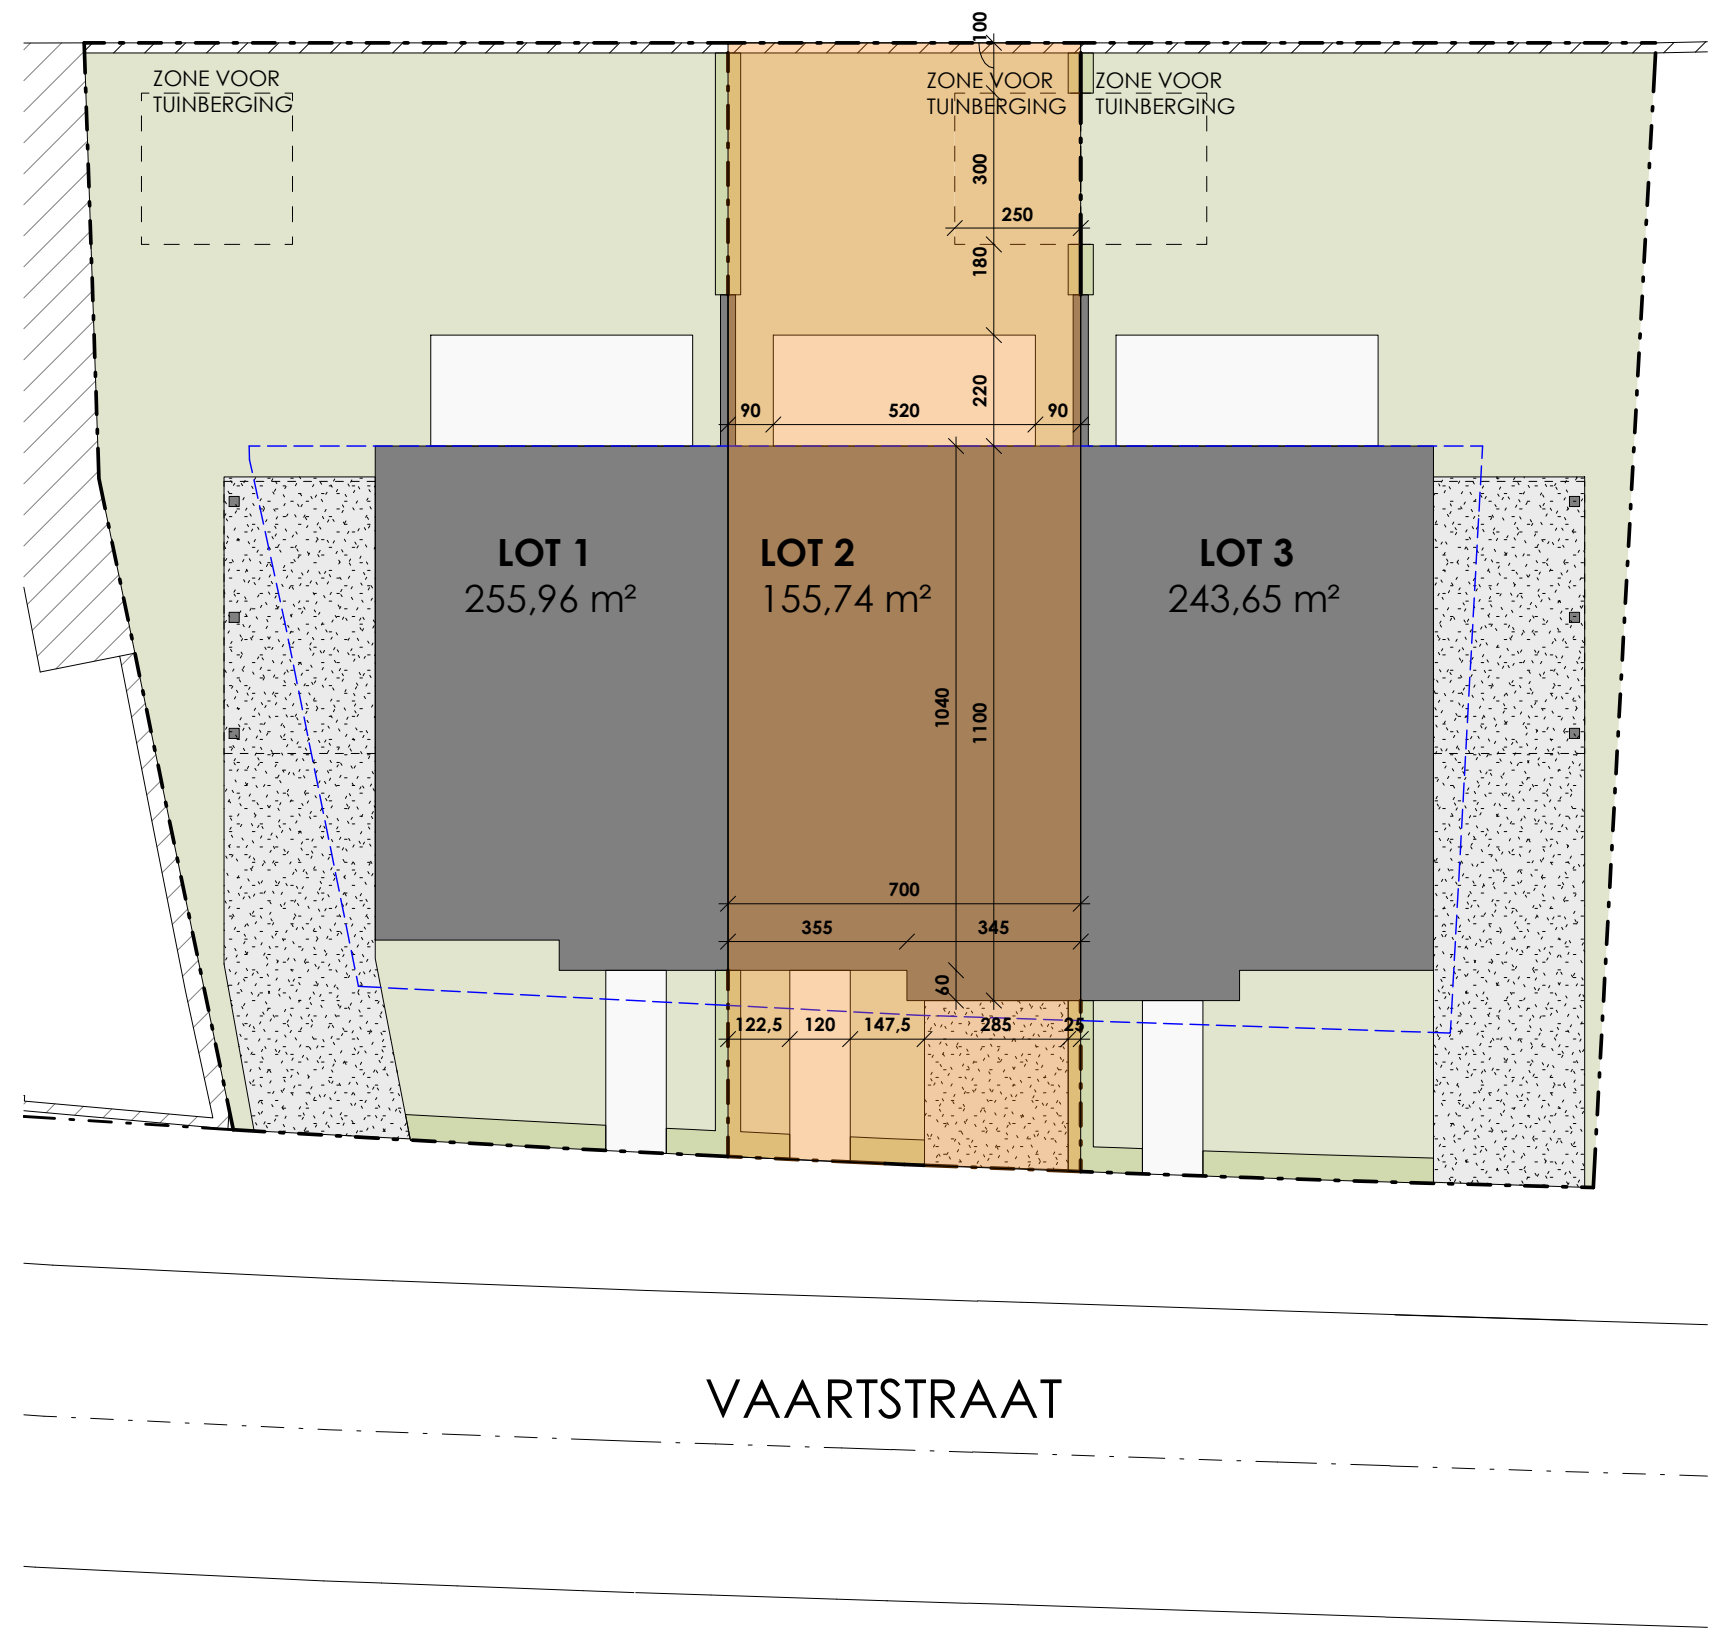 100
ZONE VOOR
TUINBERGING
ZONE VOOR
TUINBERGING
ZONE VOOR
TUINBERGING
300
250
180
220
90
520
90
LOT 1
255,96 m²
LOT 2
155,74 m²
LOT 3
243,65 m²
1040
1100
700
355
345
60
122,5
120
147,5
285
25
VAARTSTRAAT